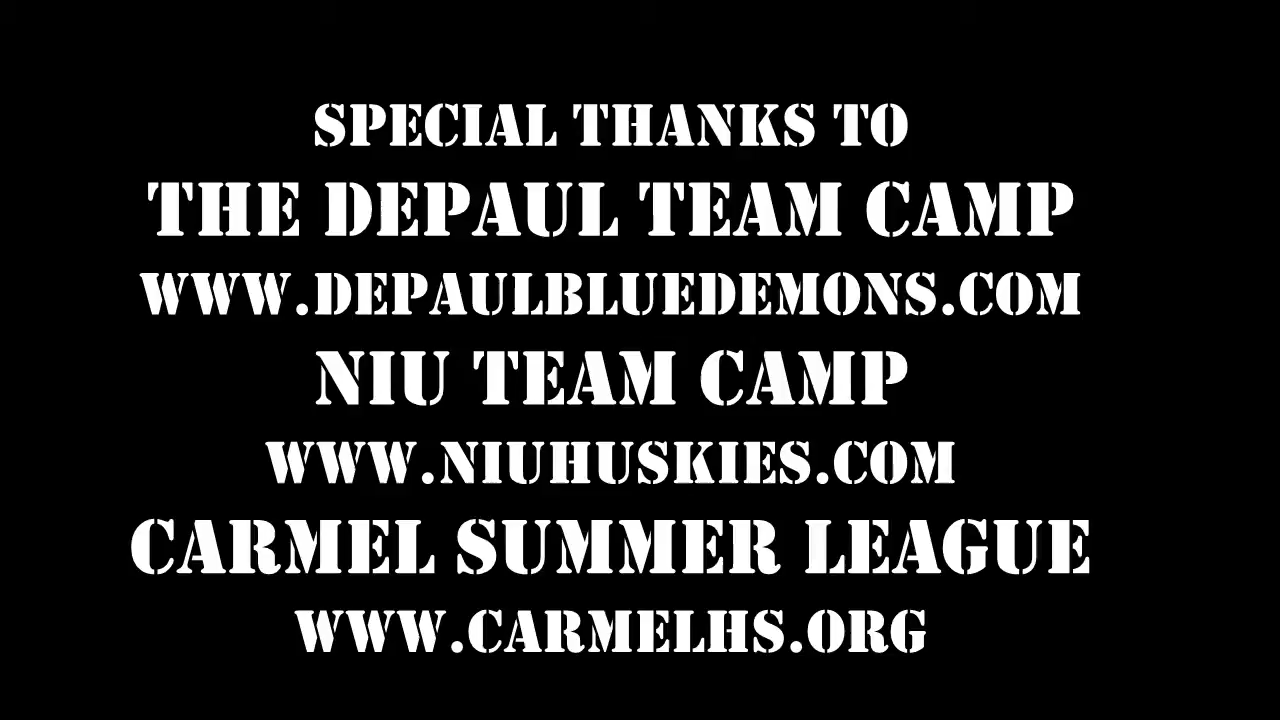 SPECIAL THANKS TO
THE DEPAUL TEAM CAMP
WWW.DEPAULBLUEDEMONS.COM
NIU TEAM CAMP
WWW.NIUHUSKIES.COM
CARMEL SUMMER LEAGUE
WWW.CARMELHS.ORG